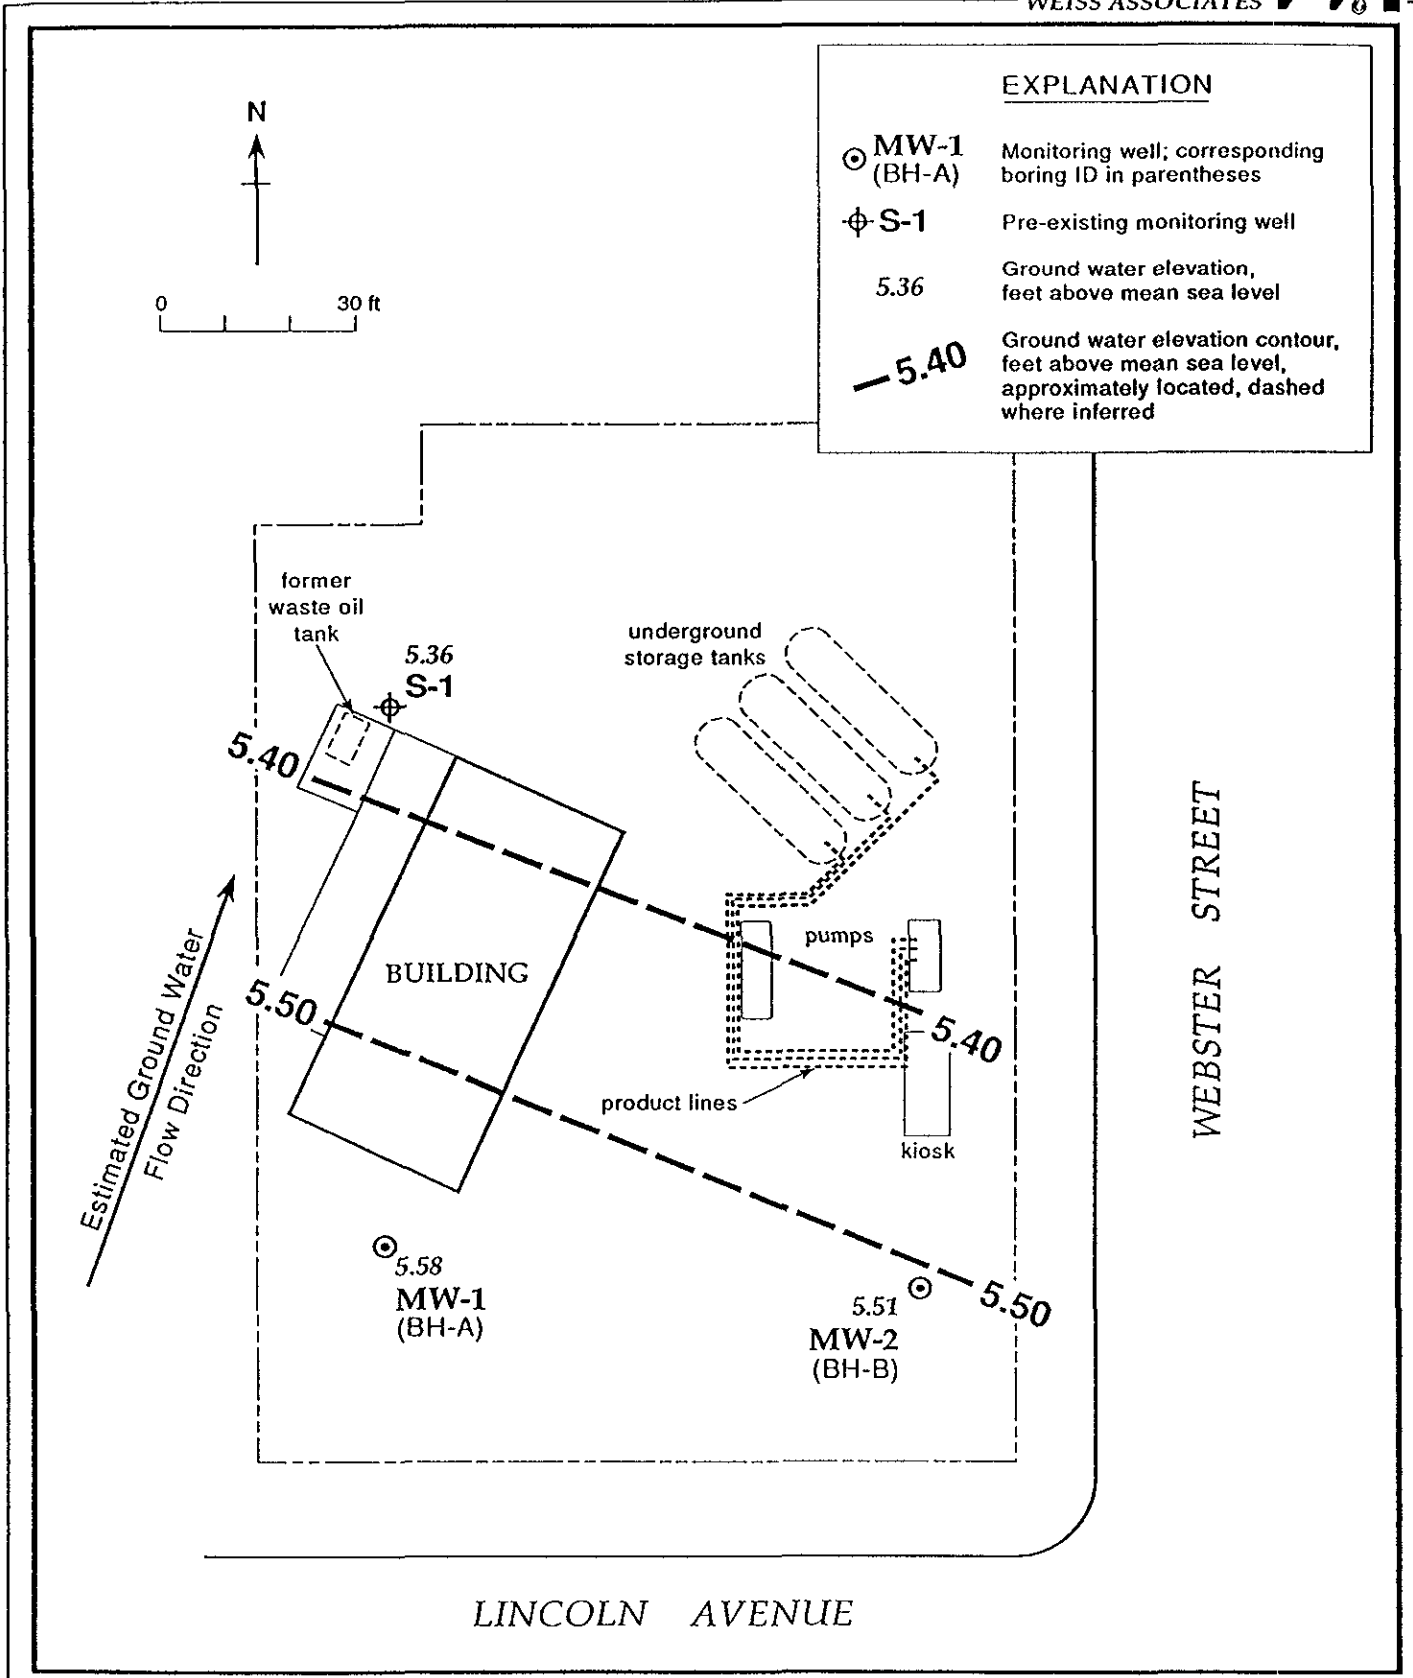 WEISS ASSOCIATES
EXPLANATION
MW-1
(BH-A)
Monitoring well; corresponding
boring ID in parentheses
S-1
Pre-existing monitoring well
5.36
Ground water elevation,
feet above mean sea level
5.40
Ground water elevation contour,
feet above mean sea level,
approximately located, dashed
where inferred
N
0
30 ft
former
waste oil
tank
5.36
S-1
underground
storage tanks
5.40
pumps
BUILDING
5.50
5.40
product lines
kiosk
Estimated Ground Water
Flow Direction
5.58
MW-1
(BH-A)
5.51
MW-2
(BH-B)
5.50
WEBSTER STREET
LINCOLN AVENUE